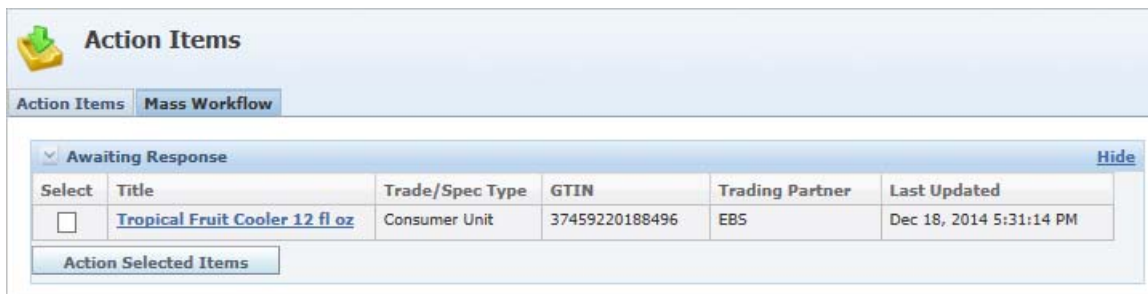 Action Items
Action Items Mass Workflow
Awaiting Response Hide
Select Title Trade/Spec Type GTIN Trading Partner Last Updated
Tropical Fruit Cooler 12 fl oz Consumer Unit 37459220188496 EBS Dec 18, 2014 5:31:14 PM
Action Selected Items